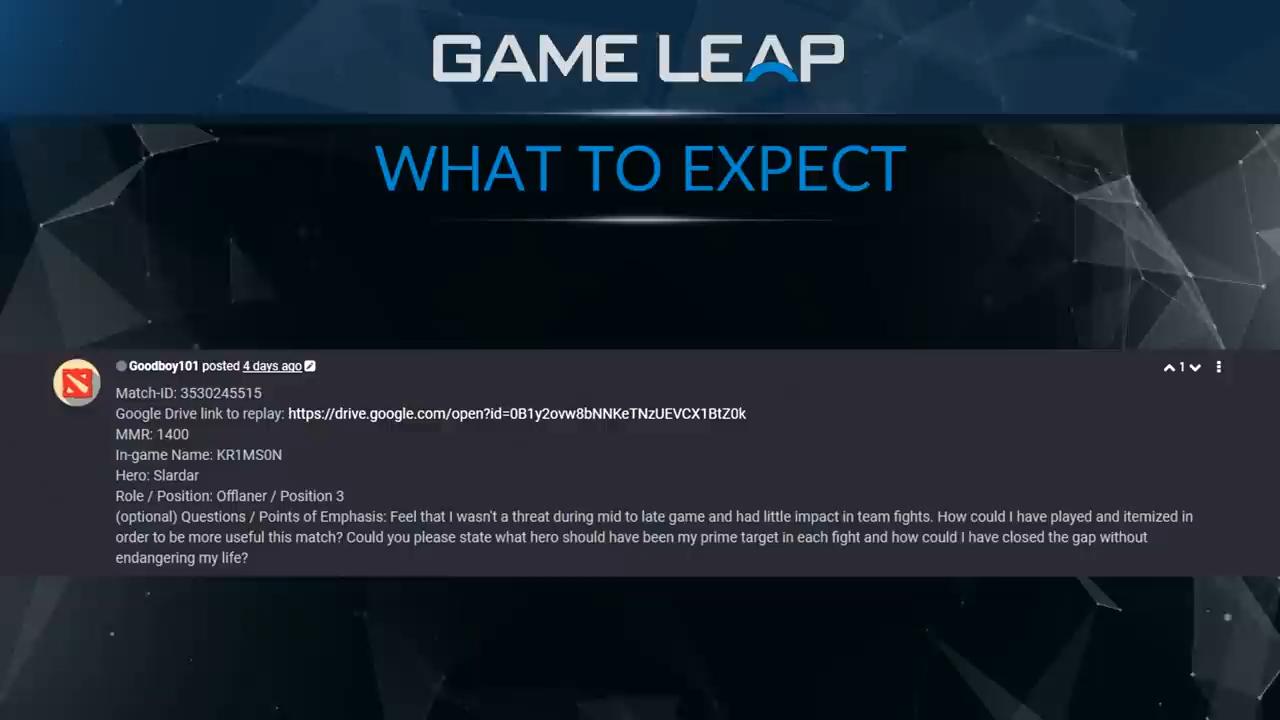 GAME LEAP
WHAT TO EXPECT
Goodboy101 posted 4 days ago
1
Match-ID: 3530245515
Google Drive link to replay: https://drive.google.com/open?id=0B1y2ovw8bNNKeTNzUEVCX1BtZ0k
MMR: 1400
In-game Name: KR1MS0N
Hero: Slardar
Role / Position: Offlaner / Position 3
(optional) Questions / Points of Emphasis: Feel that I wasn't a threat during mid to late game and had little impact in team fights. How could I have played and itemized in
order to be more useful this match? Could you please state what hero should have been my prime target in each fight and how could I have closed the gap without
endangering my life?